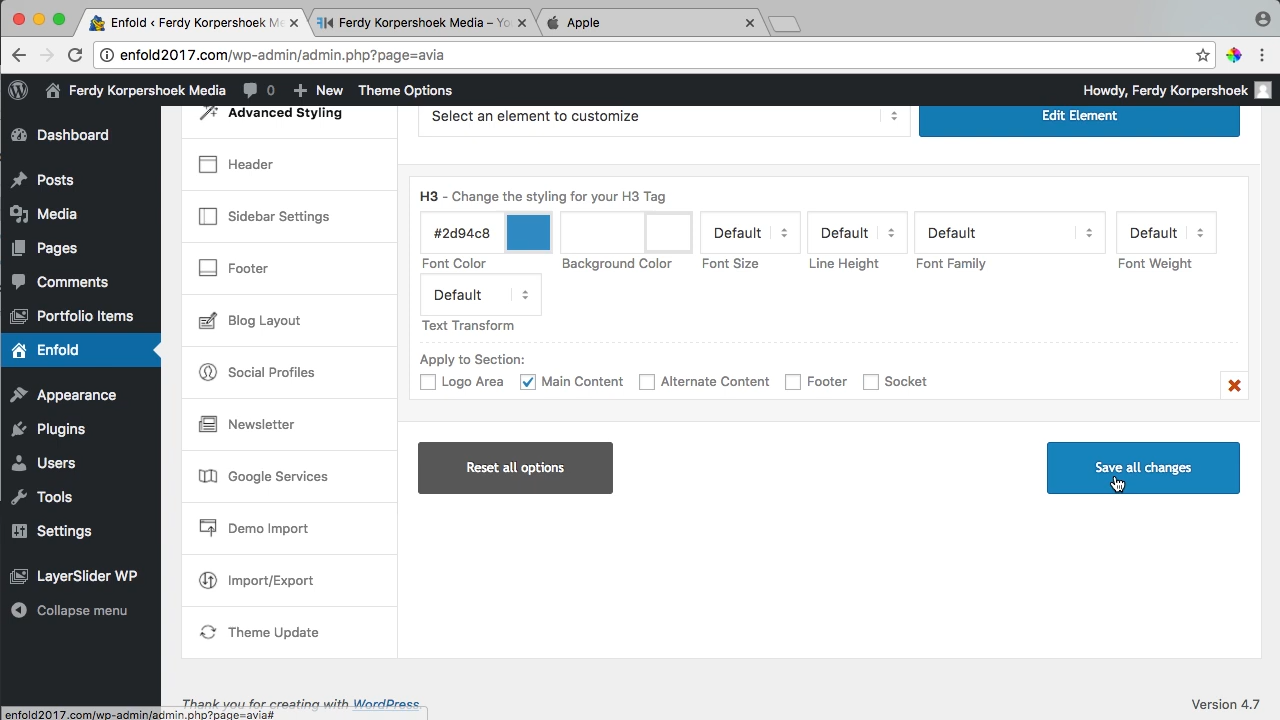 Enfold ‹ Ferdy Korpershoek Me
Ferdy Korpershoek Media – Yo
Apple
enfold2017.com/wp-admin/admin.php?page=avia
Ferdy Korpershoek Media
0
New
Theme Options
Howdy, Ferdy Korpershoek
Dashboard
Posts
Media
Pages
Comments
Portfolio Items
Enfold
Appearance
Plugins
Users
Tools
Settings
LayerSlider WP
Collapse menu
Advanced Styling
Header
Sidebar Settings
Footer
Blog Layout
Social Profiles
Newsletter
Google Services
Demo Import
Import/Export
Theme Update
Select an element to customize
Edit Element
H3 - Change the styling for your H3 Tag
#2d94c8
Default
Default
Default
Default
Font Color
Background Color
Font Size
Line Height
Font Family
Font Weight
Default
Text Transform
Apply to Section:
Logo Area
Main Content
Alternate Content
Footer
Socket
Reset all options
Save all changes
Thank you for creating with WordPress.
Version 4.7
enfold2017.com/wp-admin/admin.php?page=avia#